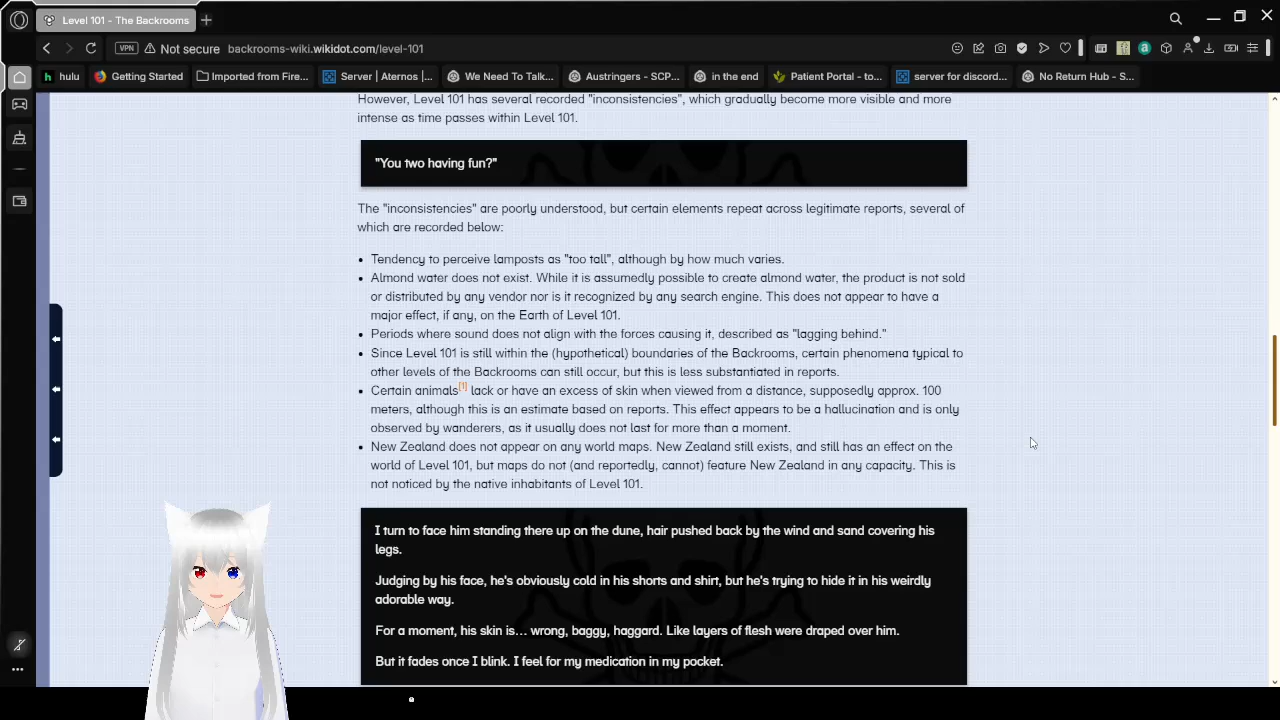 Level 101 - The Backrooms
VPN
Not secure
backrooms-wiki.wikidot.com/level-101
hulu
Getting Started
Imported from Fire...
Server | Aternos |...
We Need To Talk...
Austringers - SCP...
in the end
Patient Portal - to...
server for discord...
No Return Hub - S...
However, Level 101 has several recorded "inconsistencies", which gradually become more visible and more
intense as time passes within Level 101.
"You two having fun?"
The "inconsistencies" are poorly understood, but certain elements repeat across legitimate reports, several of
which are recorded below:
Tendency to perceive lamposts as "too tall", although by how much varies.
Almond water does not exist. While it is assumedly possible to create almond water, the product is not sold
or distributed by any vendor nor is it recognized by any search engine. This does not appear to have a
major effect, if any, on the Earth of Level 101.
Periods where sound does not align with the forces causing it, described as "lagging behind."
Since Level 101 is still within the (hypothetical) boundaries of the Backrooms, certain phenomena typical to
other levels of the Backrooms can still occur, but this is less substantiated in reports.
Certain animals[1] lack or have an excess of skin when viewed from a distance, supposedly approx. 100
meters, although this is an estimate based on reports. This effect appears to be a hallucination and is only
observed by wanderers, as it usually does not last for more than a moment.
New Zealand does not appear on any world maps. New Zealand still exists, and still has an effect on the
world of Level 101, but maps do not (and reportedly, cannot) feature New Zealand in any capacity. This is
not noticed by the native inhabitants of Level 101.
I turn to face him standing there up on the dune, hair pushed back by the wind and sand covering his
legs.
Judging by his face, he's obviously cold in his shorts and shirt, but he's trying to hide it in his weirdly
adorable way.
For a moment, his skin is... wrong, baggy, haggard. Like layers of flesh were draped over him.
But it fades once I blink. I feel for my medication in my pocket.